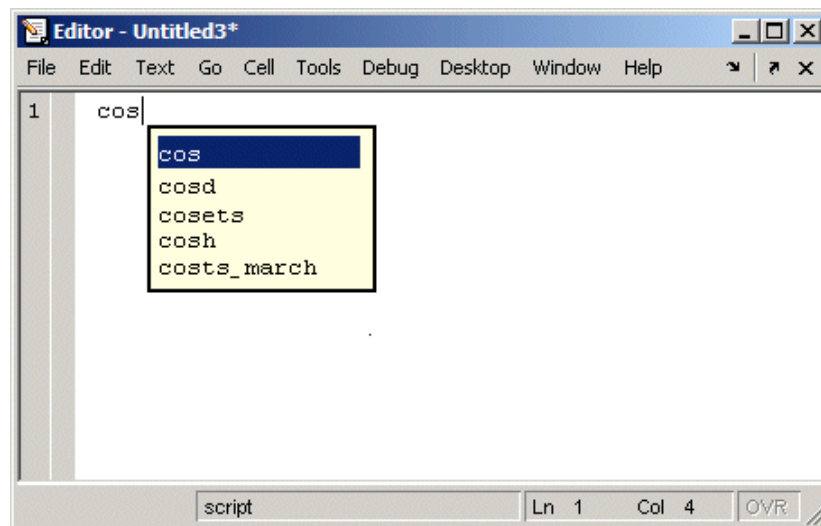 Editor - Untitled3*
File Edit Text Go Cell Tools Debug Desktop Window Help
1 cos
cos
cosd
cosets
cosh
costs_march
script Ln 1 Col 4 OVR